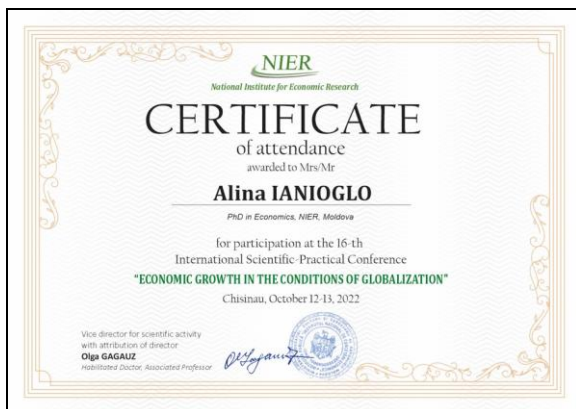 NIER
National Institute for Economic Research
CERTIFICATE
of attendance
awarded to Mrs/Mr
Alina IANIOGLO
PhD in Economics, NIER, Moldova
for participation at the 16-th
International Scientific-Practical Conference
"ECONOMIC GROWTH IN THE CONDITIONS OF GLOBALIZATION"
Chisinau, October 12-13, 2022
Vice director for scientific activity
with attribution of director
Olga GAGAUZ
Habilitated Doctor, Associated Professor